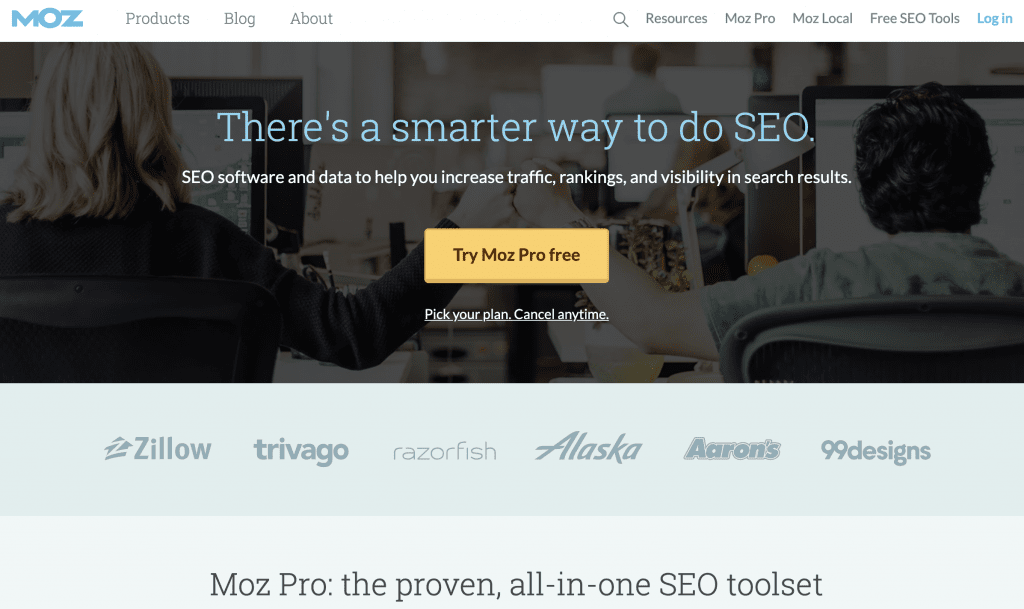 MOZ Products Blog About Resources Moz Pro Moz Local Free SEO Tools Log in
There's a smarter way to do SEO.
SEO software and data to help you increase traffic, rankings, and visibility in search results.
Try Moz Pro free
Pick your plan. Cancel anytime.
Zillow trivago razorfish Alaska Aaron's 99designs
Moz Pro: the proven, all-in-one SEO toolset